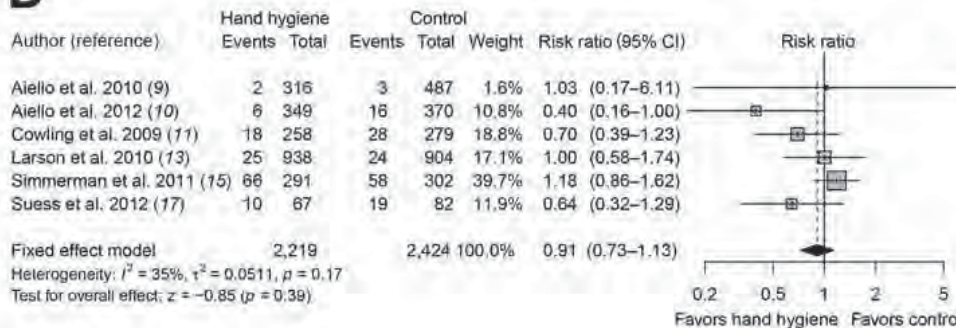 Hand hygiene Control
Author (reference) Events Total Events Total Weight Risk ratio (95% CI) Risk ratio
Aiello et al. 2010 (9) 2 316 3 487 1.6% 1.03 (0.17–6.11)
Aiello et al. 2012 (10) 6 349 16 370 10.8% 0.40 (0.16–1.00)
Cowling et al. 2009 (11) 18 258 28 279 18.8% 0.70 (0.39–1.23)
Larson et al. 2010 (13) 25 938 24 904 17.1% 1.00 (0.58–1.74)
Simmerman et al. 2011 (15) 66 291 58 302 39.7% 1.18 (0.86–1.62)
Suess et al. 2012 (17) 10 67 19 82 11.9% 0.64 (0.32–1.29)
Fixed effect model 2,219 2,424 100.0% 0.91 (0.73–1.13)
Heterogeneity: I² = 35%, τ² = 0.0511, p = 0.17
Test for overall effect: z = −0.85 (p = 0.39)
0.2 0.5 1 2 5
Favors hand hygiene Favors contro